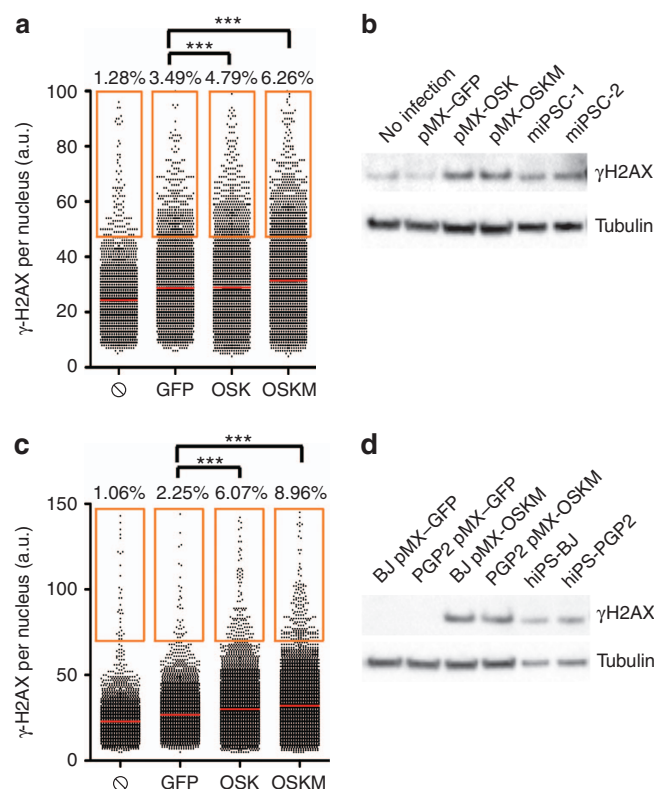 a
***
***
1.28% 3.49% 4.79% 6.26%
γ-H2AX per nucleus (a.u.)
100
80
60
40
20
0
⦸ GFP OSK OSKM
b
No infection
pMX–GFP
pMX-OSK
pMX-OSKM
miPSC-1
miPSC-2
γH2AX
Tubulin
c
***
***
1.06% 2.25% 6.07% 8.96%
γ-H2AX per nucleus (a.u.)
150
100
50
0
⦸ GFP OSK OSKM
d
BJ pMX–GFP
PGP2 pMX–GFP
BJ pMX-OSKM
PGP2 pMX-OSKM
hiPS-BJ
hiPS-PGP2
γH2AX
Tubulin